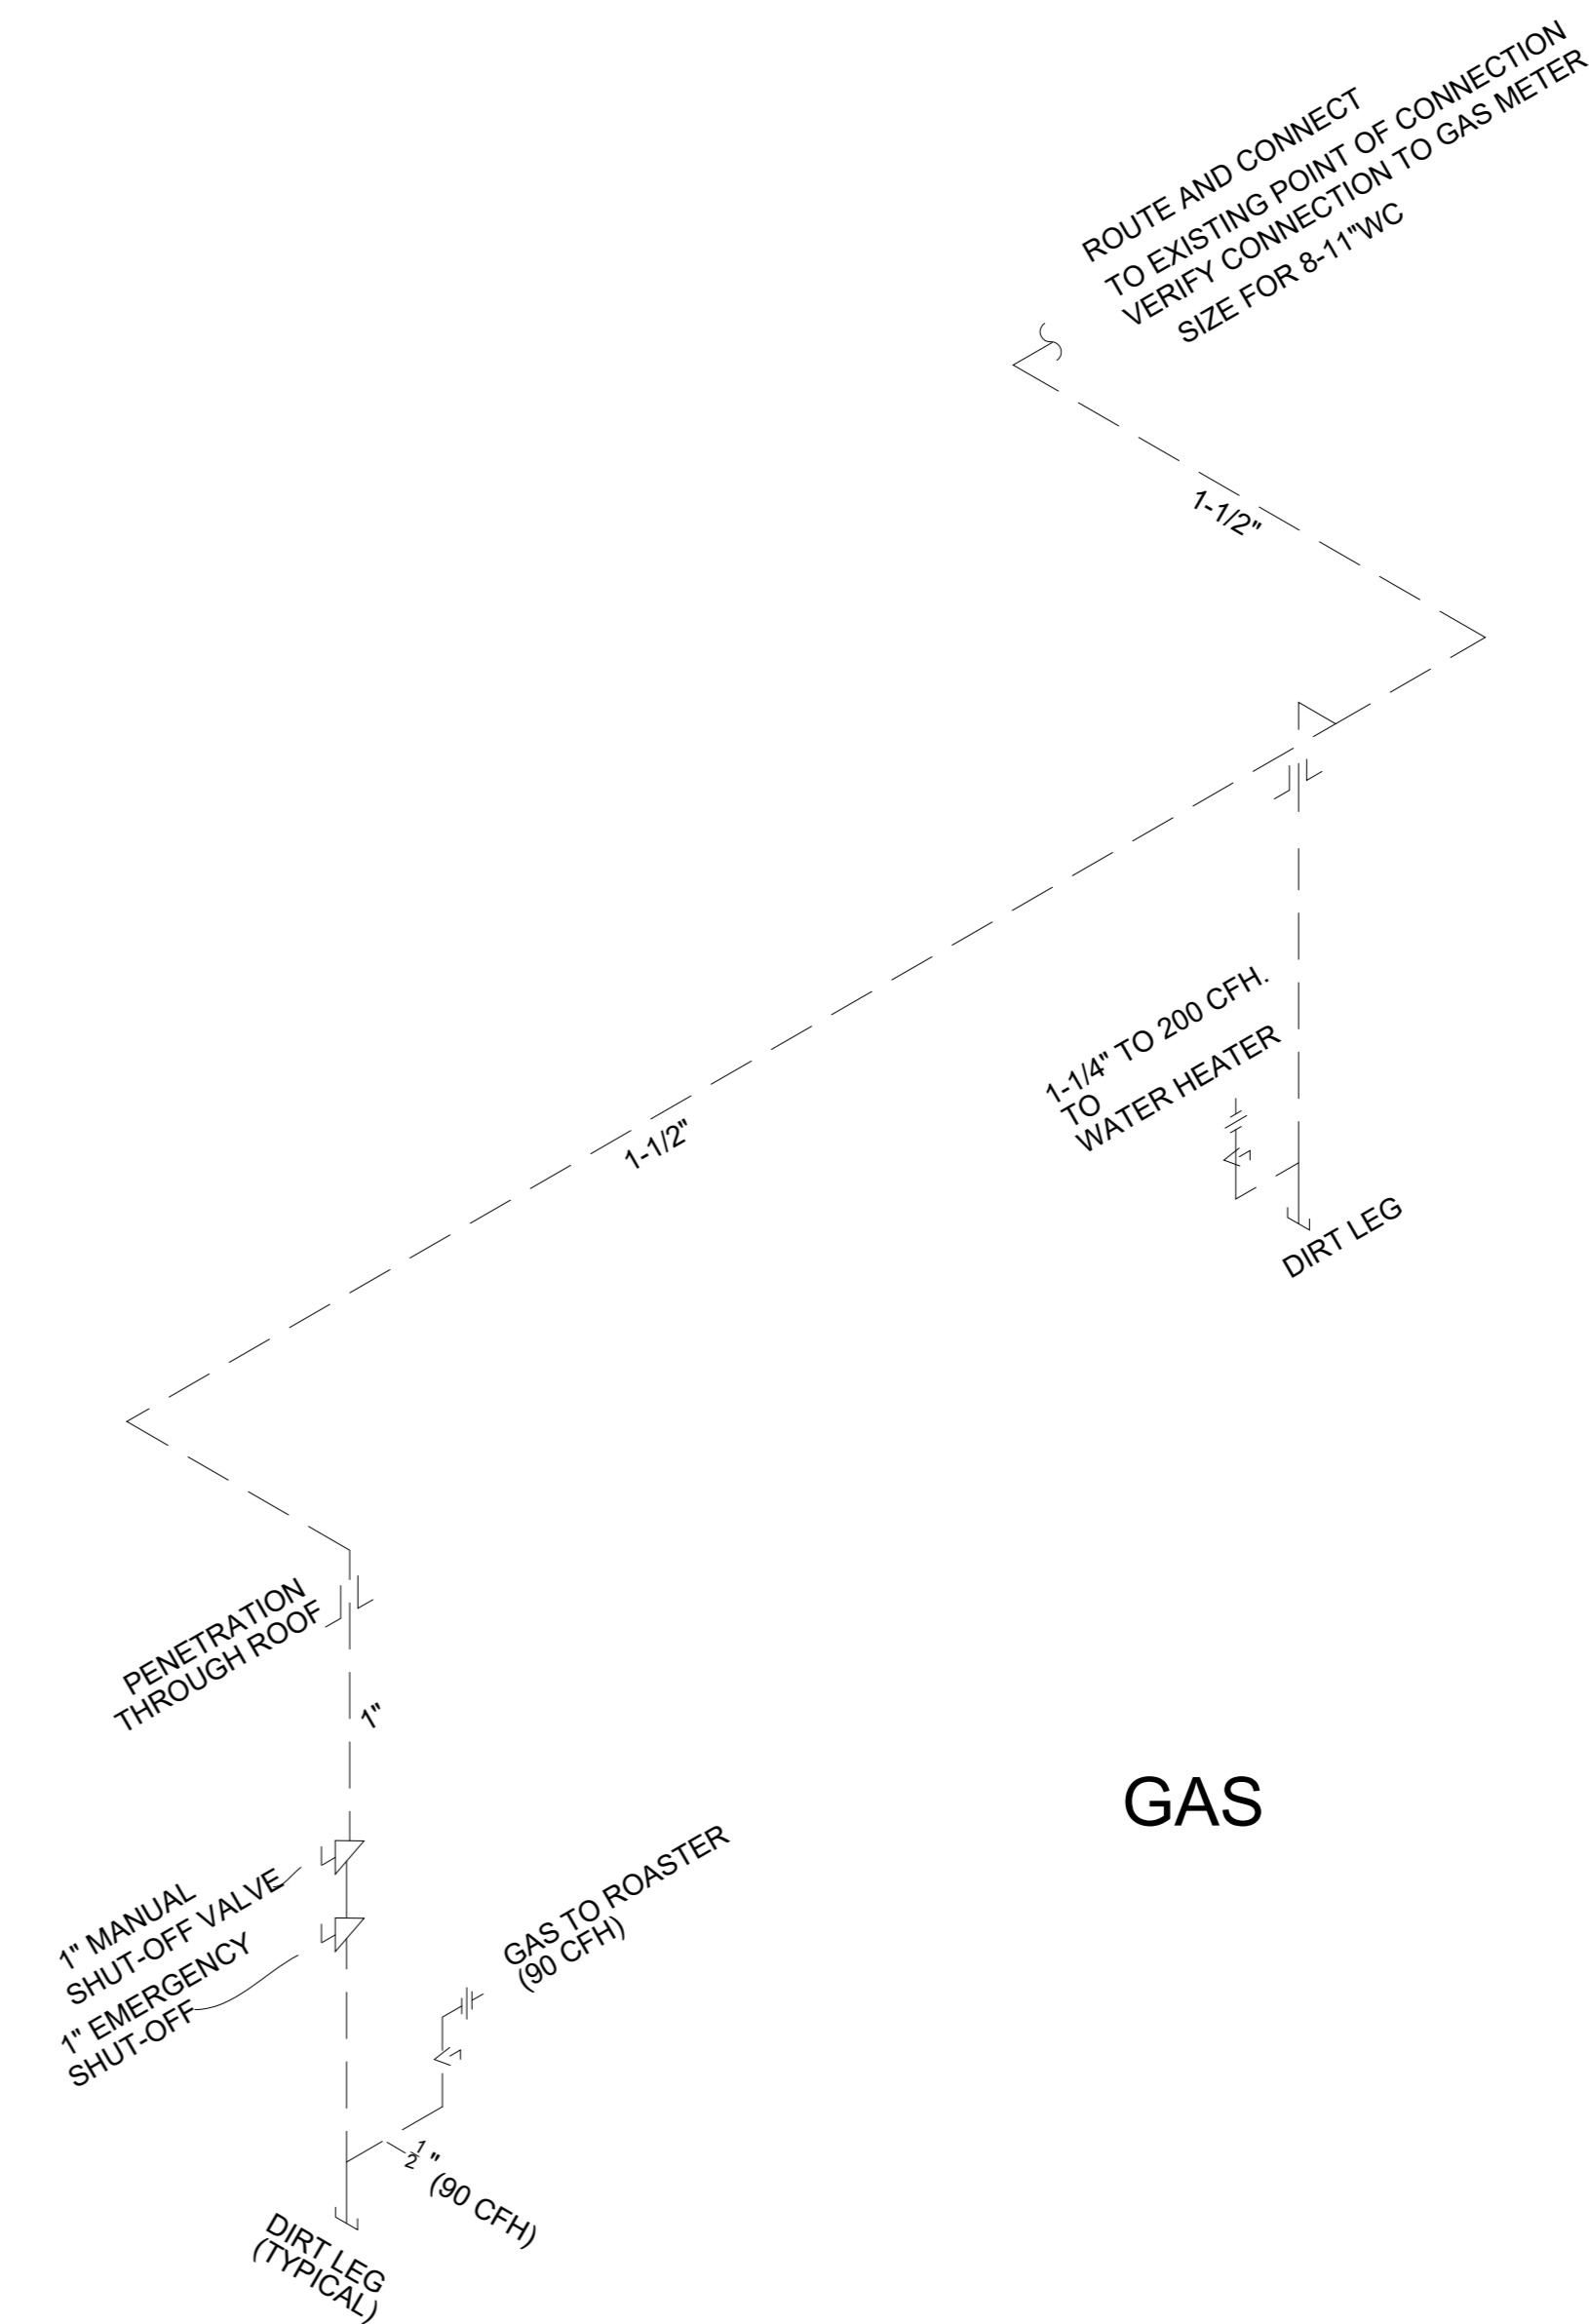 ROUTE AND CONNECT
TO EXISTING POINT OF CONNECTION
VERIFY CONNECTION TO GAS METER
SIZE FOR 8-11"WC
1-1/2"
1-1/4" TO 200 CFH.
TO
WATER HEATER
1-1/2"
DIRT LEG
PENETRATION
THROUGH ROOF
1"
GAS
1" MANUAL
SHUT-OFF VALVE
1" EMERGENCY
SHUT-OFF
GAS TO ROASTER
(90 CFH)
1/2" (90 CFH)
DIRT LEG
(TYPICAL)